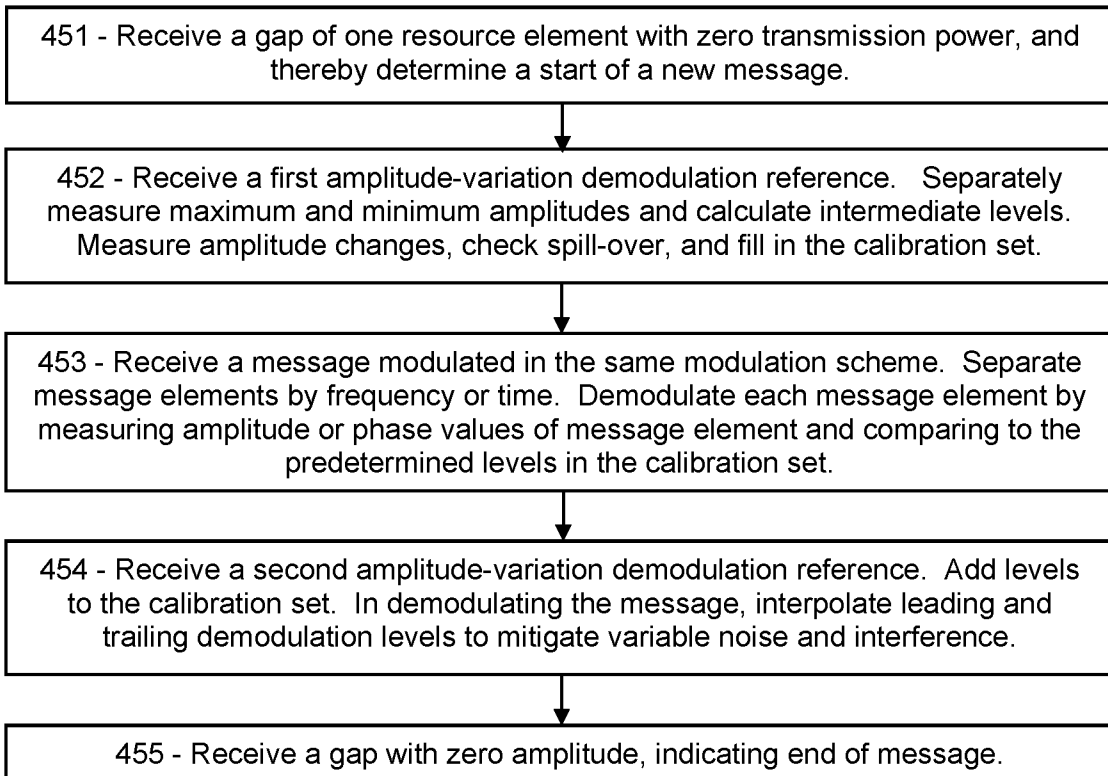 451 - Receive a gap of one resource element with zero transmission power, and
thereby determine a start of a new message.
452 - Receive a first amplitude-variation demodulation reference.   Separately
measure maximum and minimum amplitudes and calculate intermediate levels.
Measure amplitude changes, check spill-over, and fill in the calibration set.
453 - Receive a message modulated in the same modulation scheme.  Separate
message elements by frequency or time.  Demodulate each message element by
measuring amplitude or phase values of message element and comparing to the
predetermined levels in the calibration set.
454 - Receive a second amplitude-variation demodulation reference.  Add levels
to the calibration set.  In demodulating the message, interpolate leading and
trailing demodulation levels to mitigate variable noise and interference.
455 - Receive a gap with zero amplitude, indicating end of message.